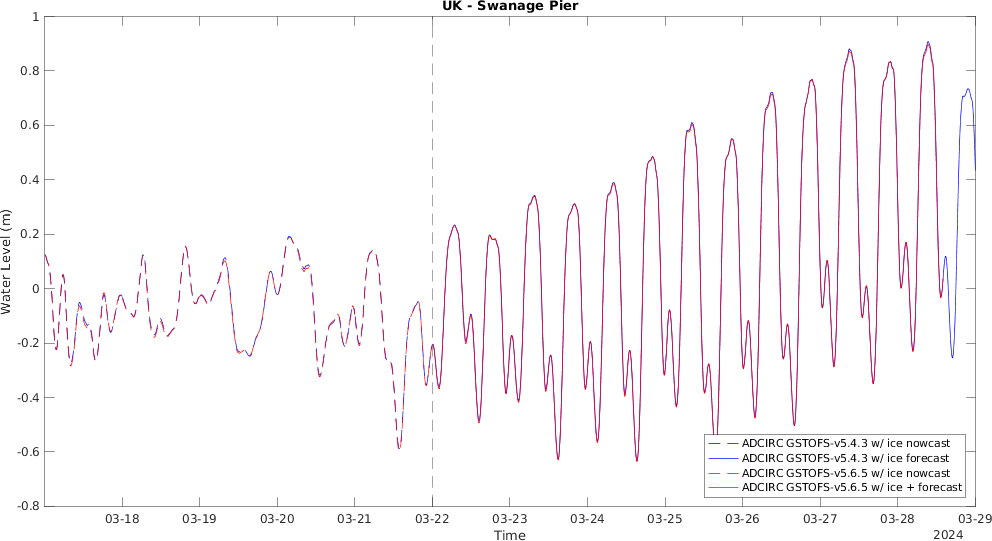 UK - Swanage Pier
1
0.8
0.6
0.4
0.2
0
-0.2
-0.4
-0.6
-0.8
Water Level (m)
03-18 03-19 03-20 03-21 03-22 03-23 03-24 03-25 03-26 03-27 03-28 03-29
Time
2024
ADCIRC GSTOFS-v5.4.3 w/ ice nowcast
ADCIRC GSTOFS-v5.4.3 w/ ice forecast
ADCIRC GSTOFS-v5.6.5 w/ ice nowcast
ADCIRC GSTOFS-v5.6.5 w/ ice + forecast